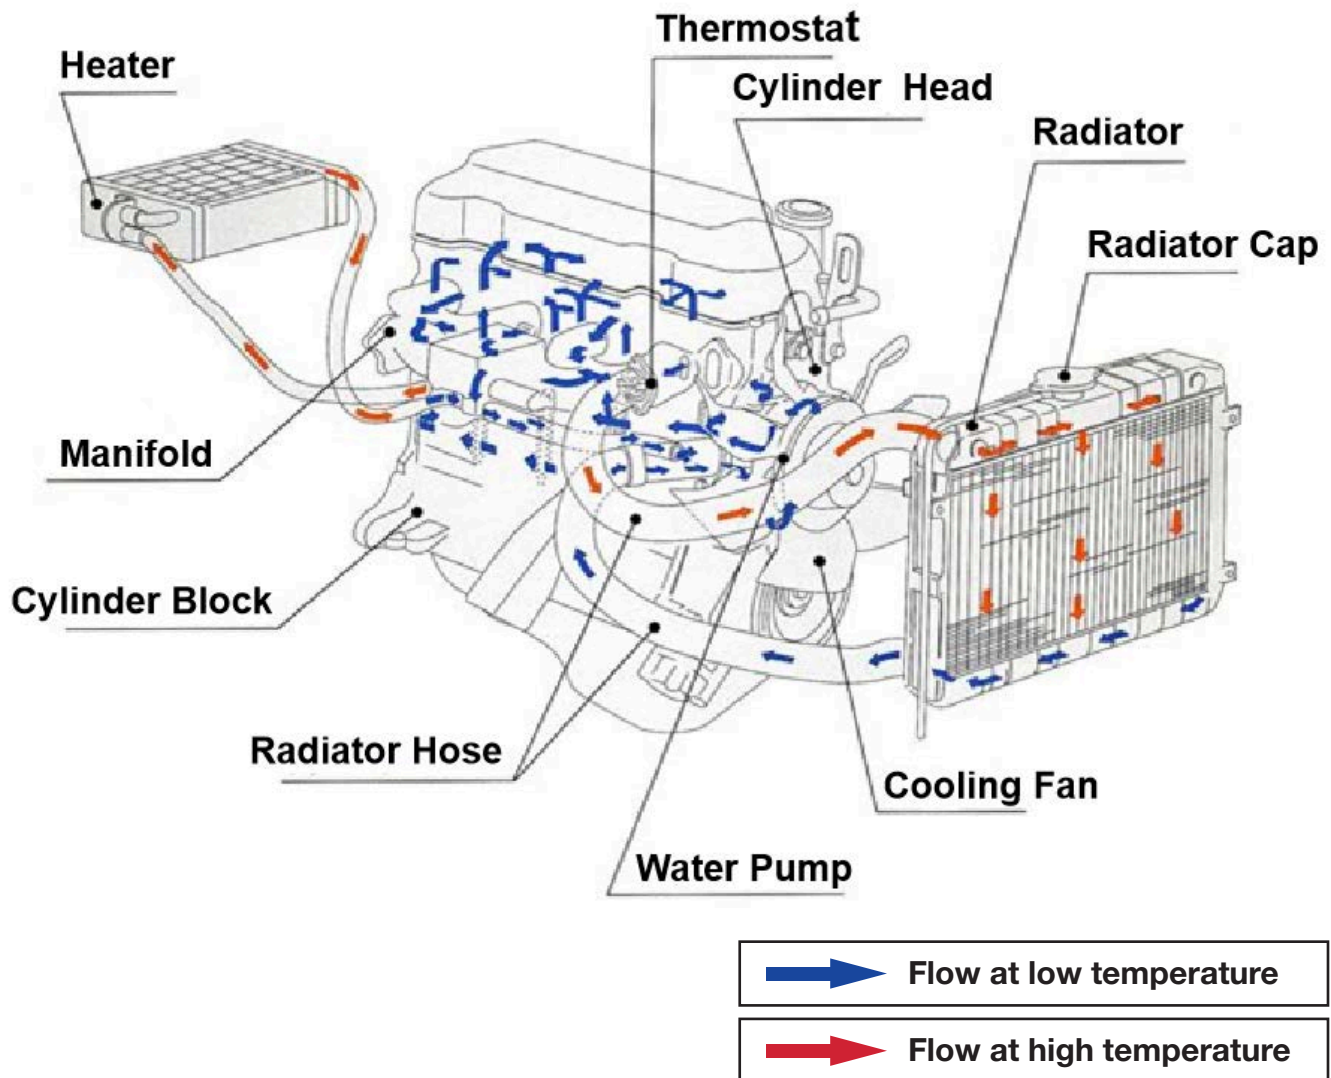 Thermostat
Heater
Cylinder Head
Radiator
Radiator Cap
Manifold
Cylinder Block
Radiator Hose
Cooling Fan
Water Pump
Flow at low temperature
Flow at high temperature